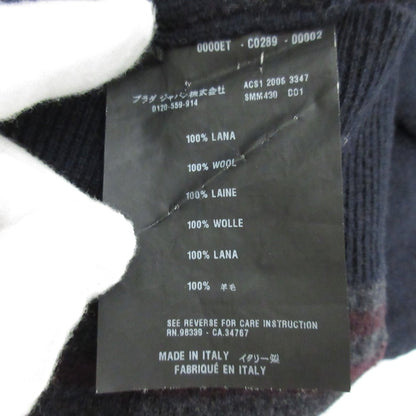 0000ET - C0289 - 00002
プラダ ジャパン株式会社
0120-559-914
ACS1 2006 3347
SMM430 D01
100% LANA
100% WOOL
100% LAINE
100% WOLLE
100% LANA
100% 羊毛
SEE REVERSE FOR CARE INSTRUCTION
RN.98339 - CA.34767
MADE IN ITALY イタリー製
FABRIQUÉ EN ITALY